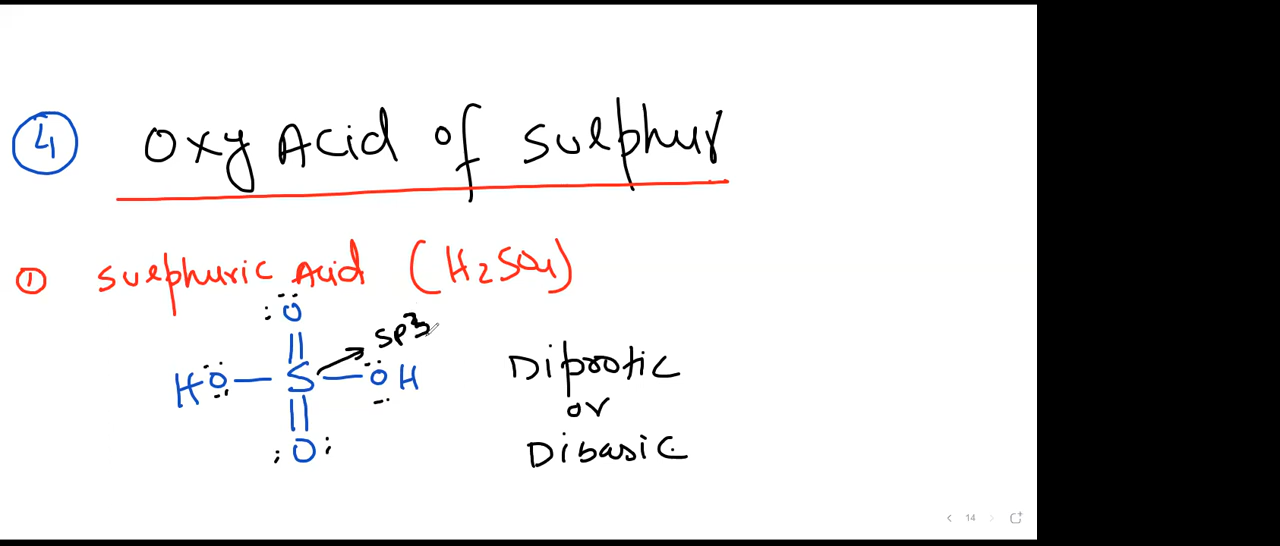 4 Oxy Acid of sulphur
① sulphuric Acid (H2SO4)
:O
sp3
HO—S—OH
:O:
Diprotic
or
Dibasic
14